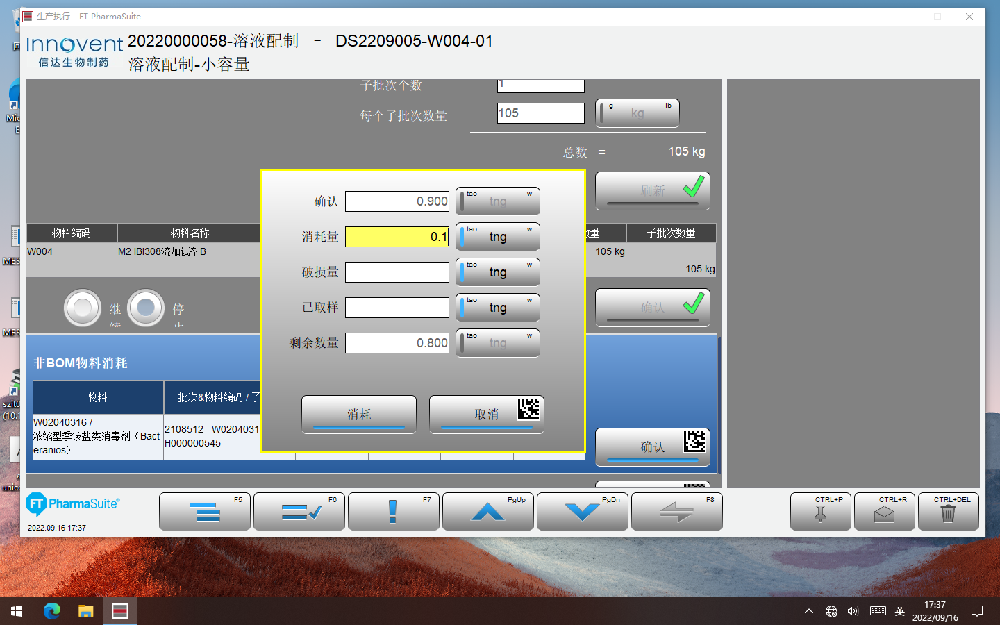 生产执行 - FT PharmaSuite
Innovent
信达生物制药
20220000058-溶液配制 - DS2209005-W004-01
溶液配制-小容量
子批次个数 1
每个子批次数量 105 g kg lb
总数 = 105 kg
刷新
物料编码 物料名称 数量 子批次数量
W004 M2 IBI308流加试剂B 105 kg
105 kg
继续 停止
确认
确认 0.900 tao tng w
消耗量 0.1 tao tng w
破损量 tao tng w
已取样 tao tng w
剩余数量 0.800 tao tng w
消耗 取消
非BOM物料消耗
物料 批次&物料编码 / 子
W02040316 /
浓缩型季铵盐类消毒剂（Bact
eranios）
2108512 W0204031
H000000545
确认
FT PharmaSuite
2022.09.16 17:37
F5 F6 F7 PgUp PgDn F8 CTRL+P CTRL+R CTRL+DEL
MES
MES
szit0
(10.
unic
英
17:37
2022/09/16